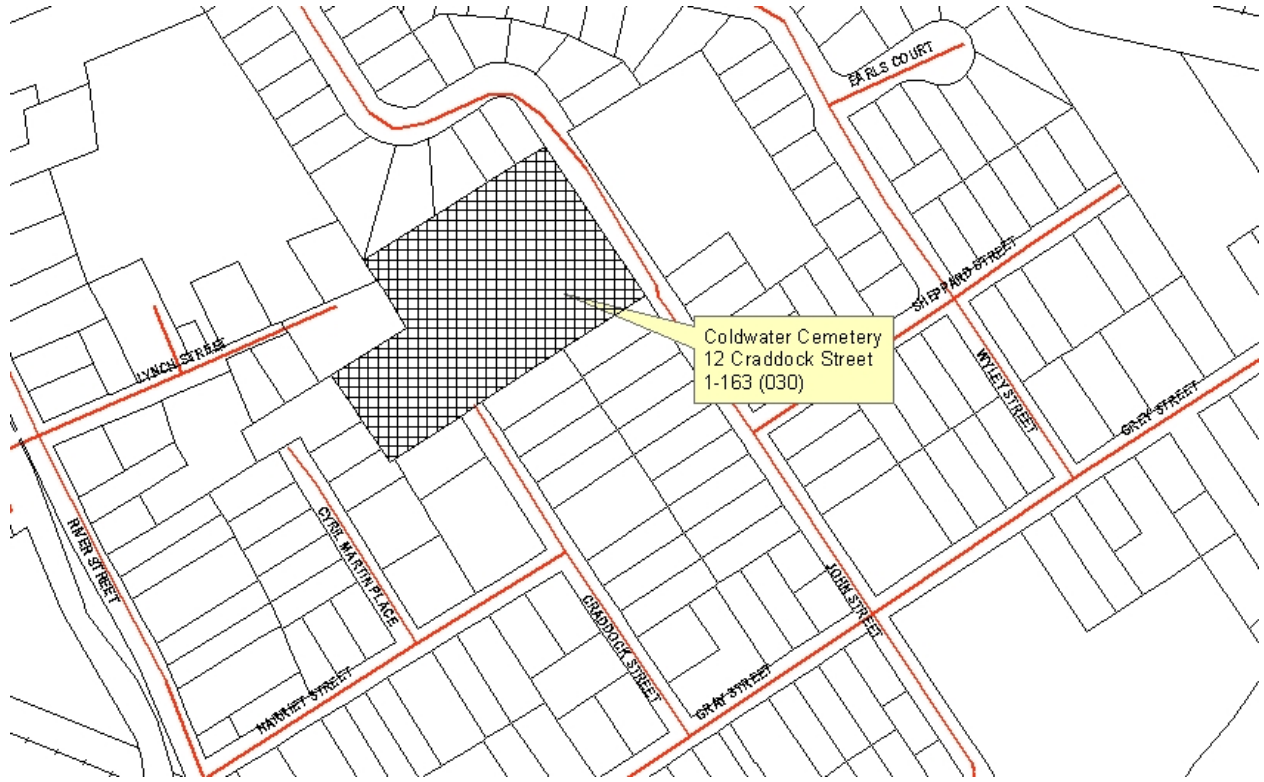 EARLS COURT
SHEPPARD STREET
Coldwater Cemetery
12 Craddock Street
1-163 (030)
LYNCH STREET
WYLEY STREET
GREY STREET
RIVER STREET
CYRIL MARTIN PLACE
JOHN STREET
CRADDOCK STREET
HARRIET STREET
GRAY STREET